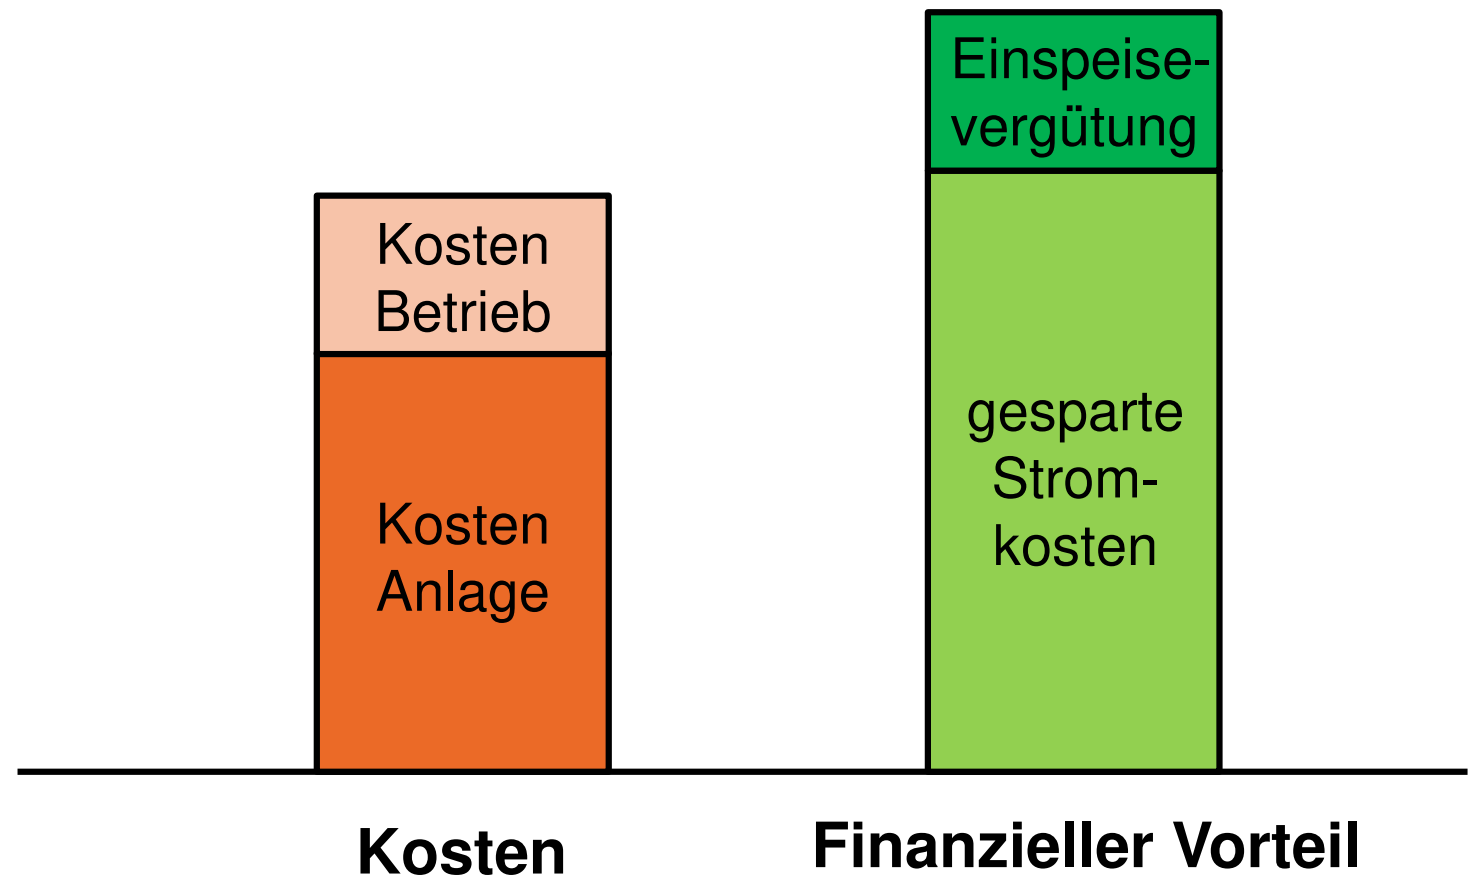 Kosten
Betrieb
Kosten
Anlage
Einspeise-
vergütung
gesparte
Strom-
kosten
Kosten
Finanzieller Vorteil